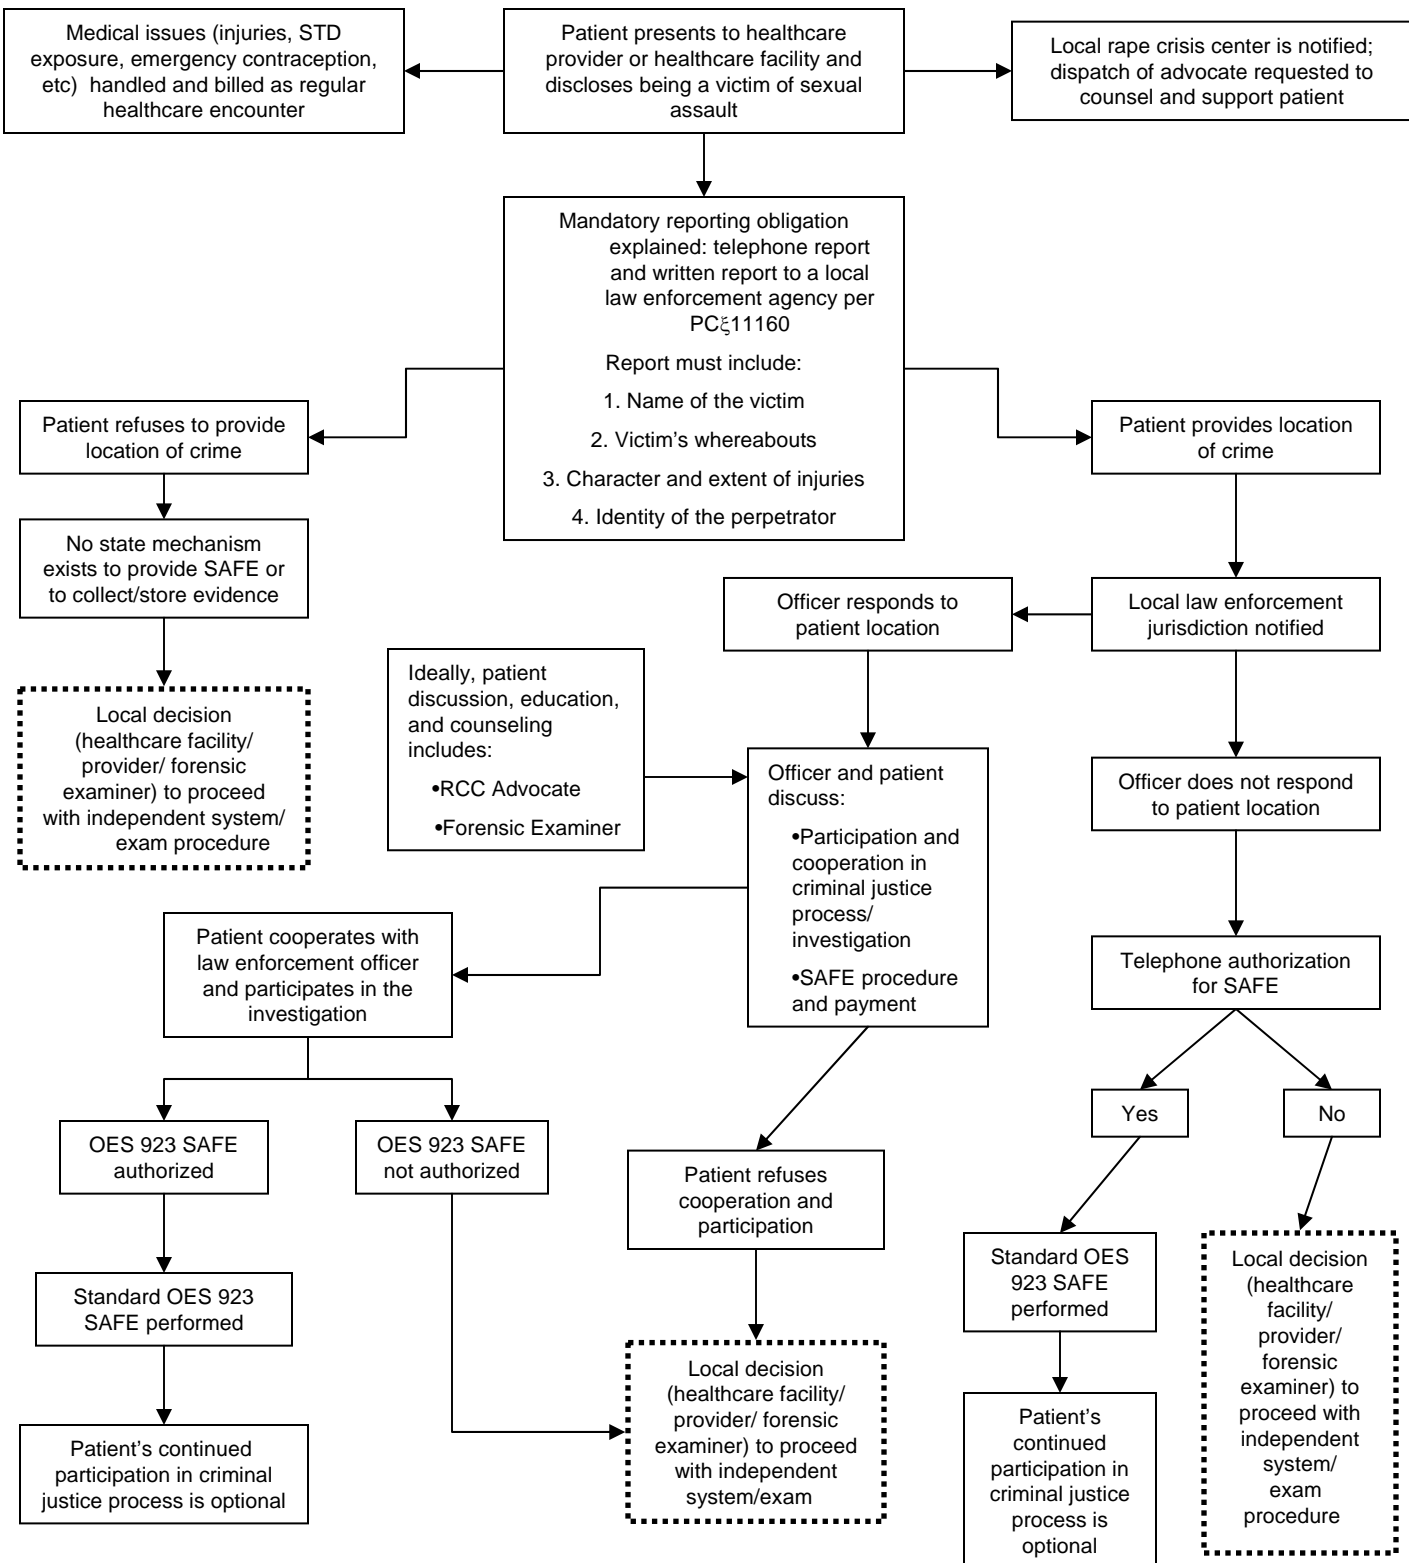 Medical issues (injuries, STD
exposure, emergency contraception,
etc)  handled and billed as regular
healthcare encounter
Patient presents to healthcare
provider or healthcare facility and
discloses being a victim of sexual
assault
Local rape crisis center is notified;
dispatch of advocate requested to
counsel and support patient
Mandatory reporting obligation
explained: telephone report
and written report to a local
law enforcement agency per
PCξ11160
Report must include:
1. Name of the victim
2. Victim's whereabouts
3. Character and extent of injuries
4. Identity of the perpetrator
Patient refuses to provide
location of crime
Patient provides location
of crime
No state mechanism
exists to provide SAFE or
to collect/store evidence
Officer responds to
patient location
Local law enforcement
jurisdiction notified
Local decision
(healthcare facility/
provider/ forensic
examiner) to proceed
with independent system/
exam procedure
Ideally, patient
discussion, education,
and counseling
includes:
•RCC Advocate
•Forensic Examiner
Officer and patient
discuss:
•Participation and
cooperation in
criminal justice
process/
investigation
•SAFE procedure
and payment
Officer does not respond
to patient location
Patient cooperates with
law enforcement officer
and participates in the
investigation
Telephone authorization
for SAFE
Yes
No
OES 923 SAFE
authorized
OES 923 SAFE
not authorized
Patient refuses
cooperation and
participation
Standard OES 923
SAFE performed
Standard OES
923 SAFE
performed
Local decision
(healthcare
facility/
provider/
forensic
examiner) to
proceed with
independent
system/
exam
procedure
Local decision
(healthcare facility/
provider/ forensic
examiner) to proceed
with independent
system/exam
Patient's continued
participation in criminal
justice process is optional
Patient's
continued
participation in
criminal justice
process is
optional